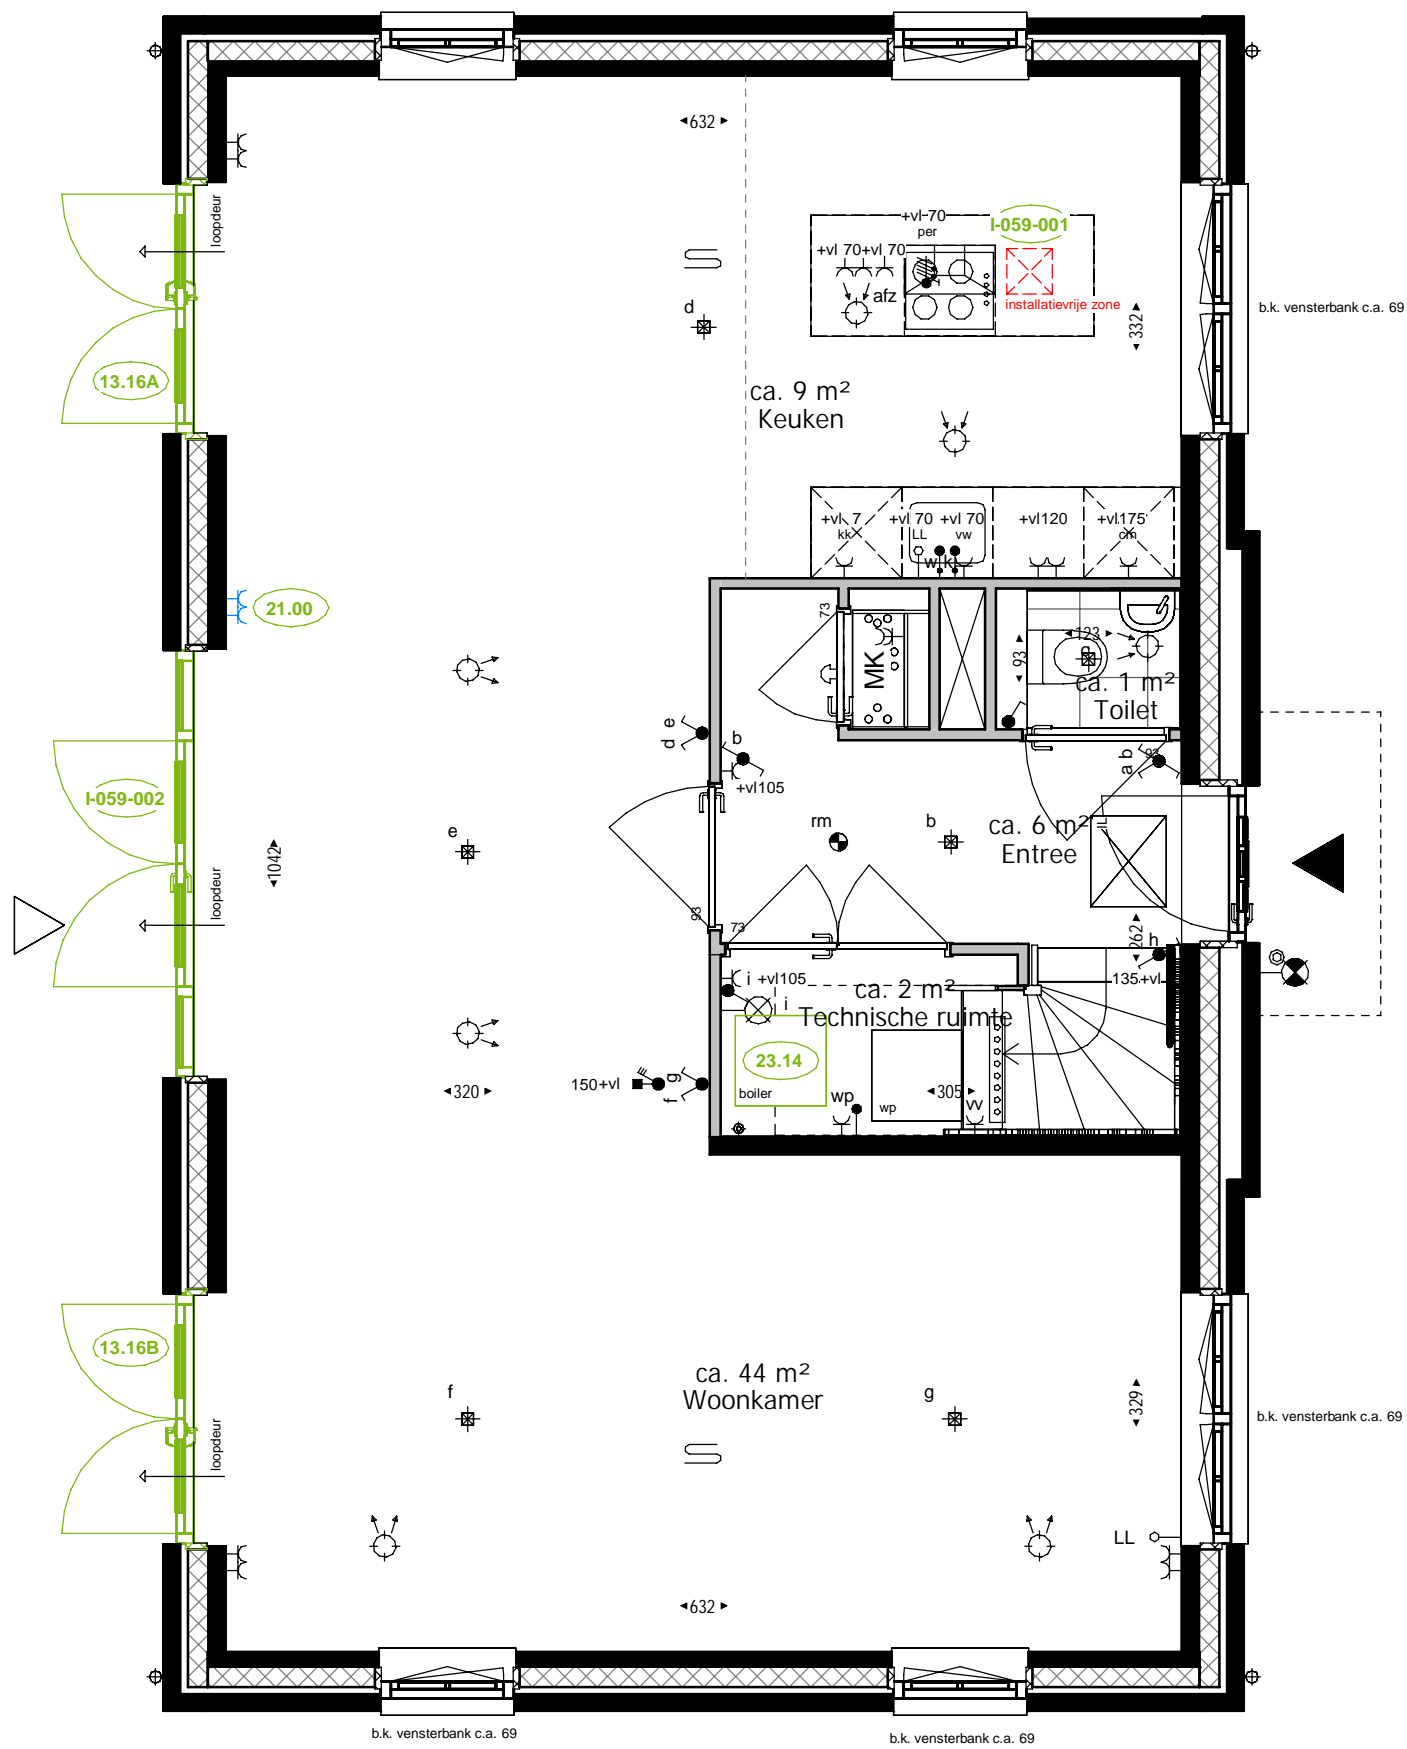 632
loopdeur
+vl 70
per
I-059-001
+vl 70+vl 70
afz
installatievrije zone
d
332
b.k. vensterbank c.a. 69
13.16A
ca. 9 m²
Keuken
+vl 7
+vl 70
+vl 70
+vl120
+vl 175
kk
LL
vw
cm
w k
21.00
73
MK
123
93
c
ca. 1 m²
Toilet
d e
b
+vl105
a b
93
I-059-002
e
1042
rm
b
ca. 6 m²
Entree
loopdeur
93
73
262
h
i
+vl105
135+vl
ca. 2 m²
Technische ruimte
i
23.14
150+vl
f g
320
boiler
wp
wp
305
vv
13.16B
ca. 44 m²
Woonkamer
f
g
329
b.k. vensterbank c.a. 69
loopdeur
LL
632
b.k. vensterbank c.a. 69
b.k. vensterbank c.a. 69